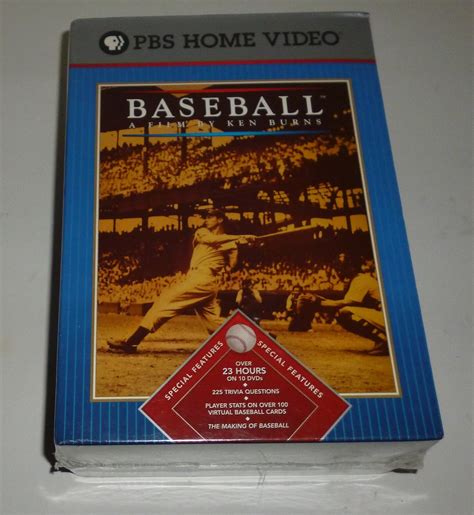 PBS HOME VIDEO
BASEBALL™
A FILM BY KEN BURNS
SPECIAL FEATURES
SPECIAL FEATURES
OVER
23 HOURS
ON 10 DVDs
225 TRIVIA QUESTIONS
PLAYER STATS ON OVER 100
VIRTUAL BASEBALL CARDS
THE MAKING OF BASEBALL